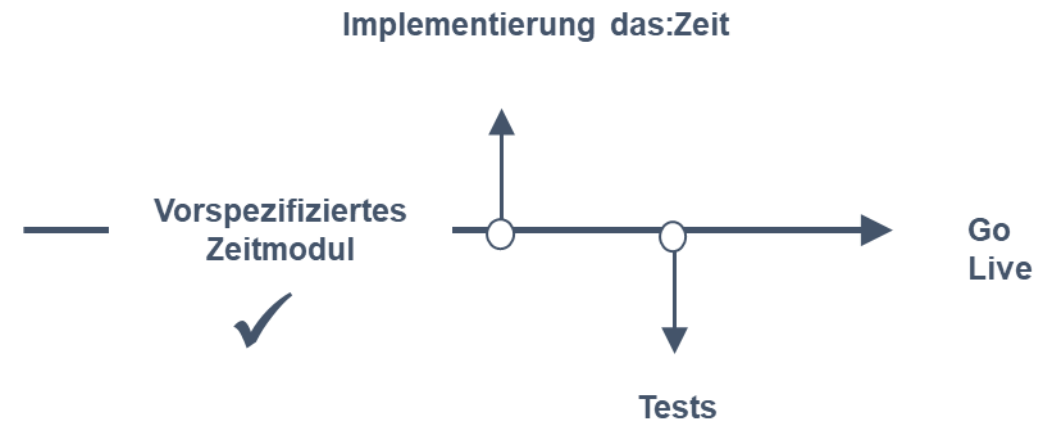 Implementierung das:Zeit
Vorspezifiziertes
Zeitmodul
Go
Live
Tests